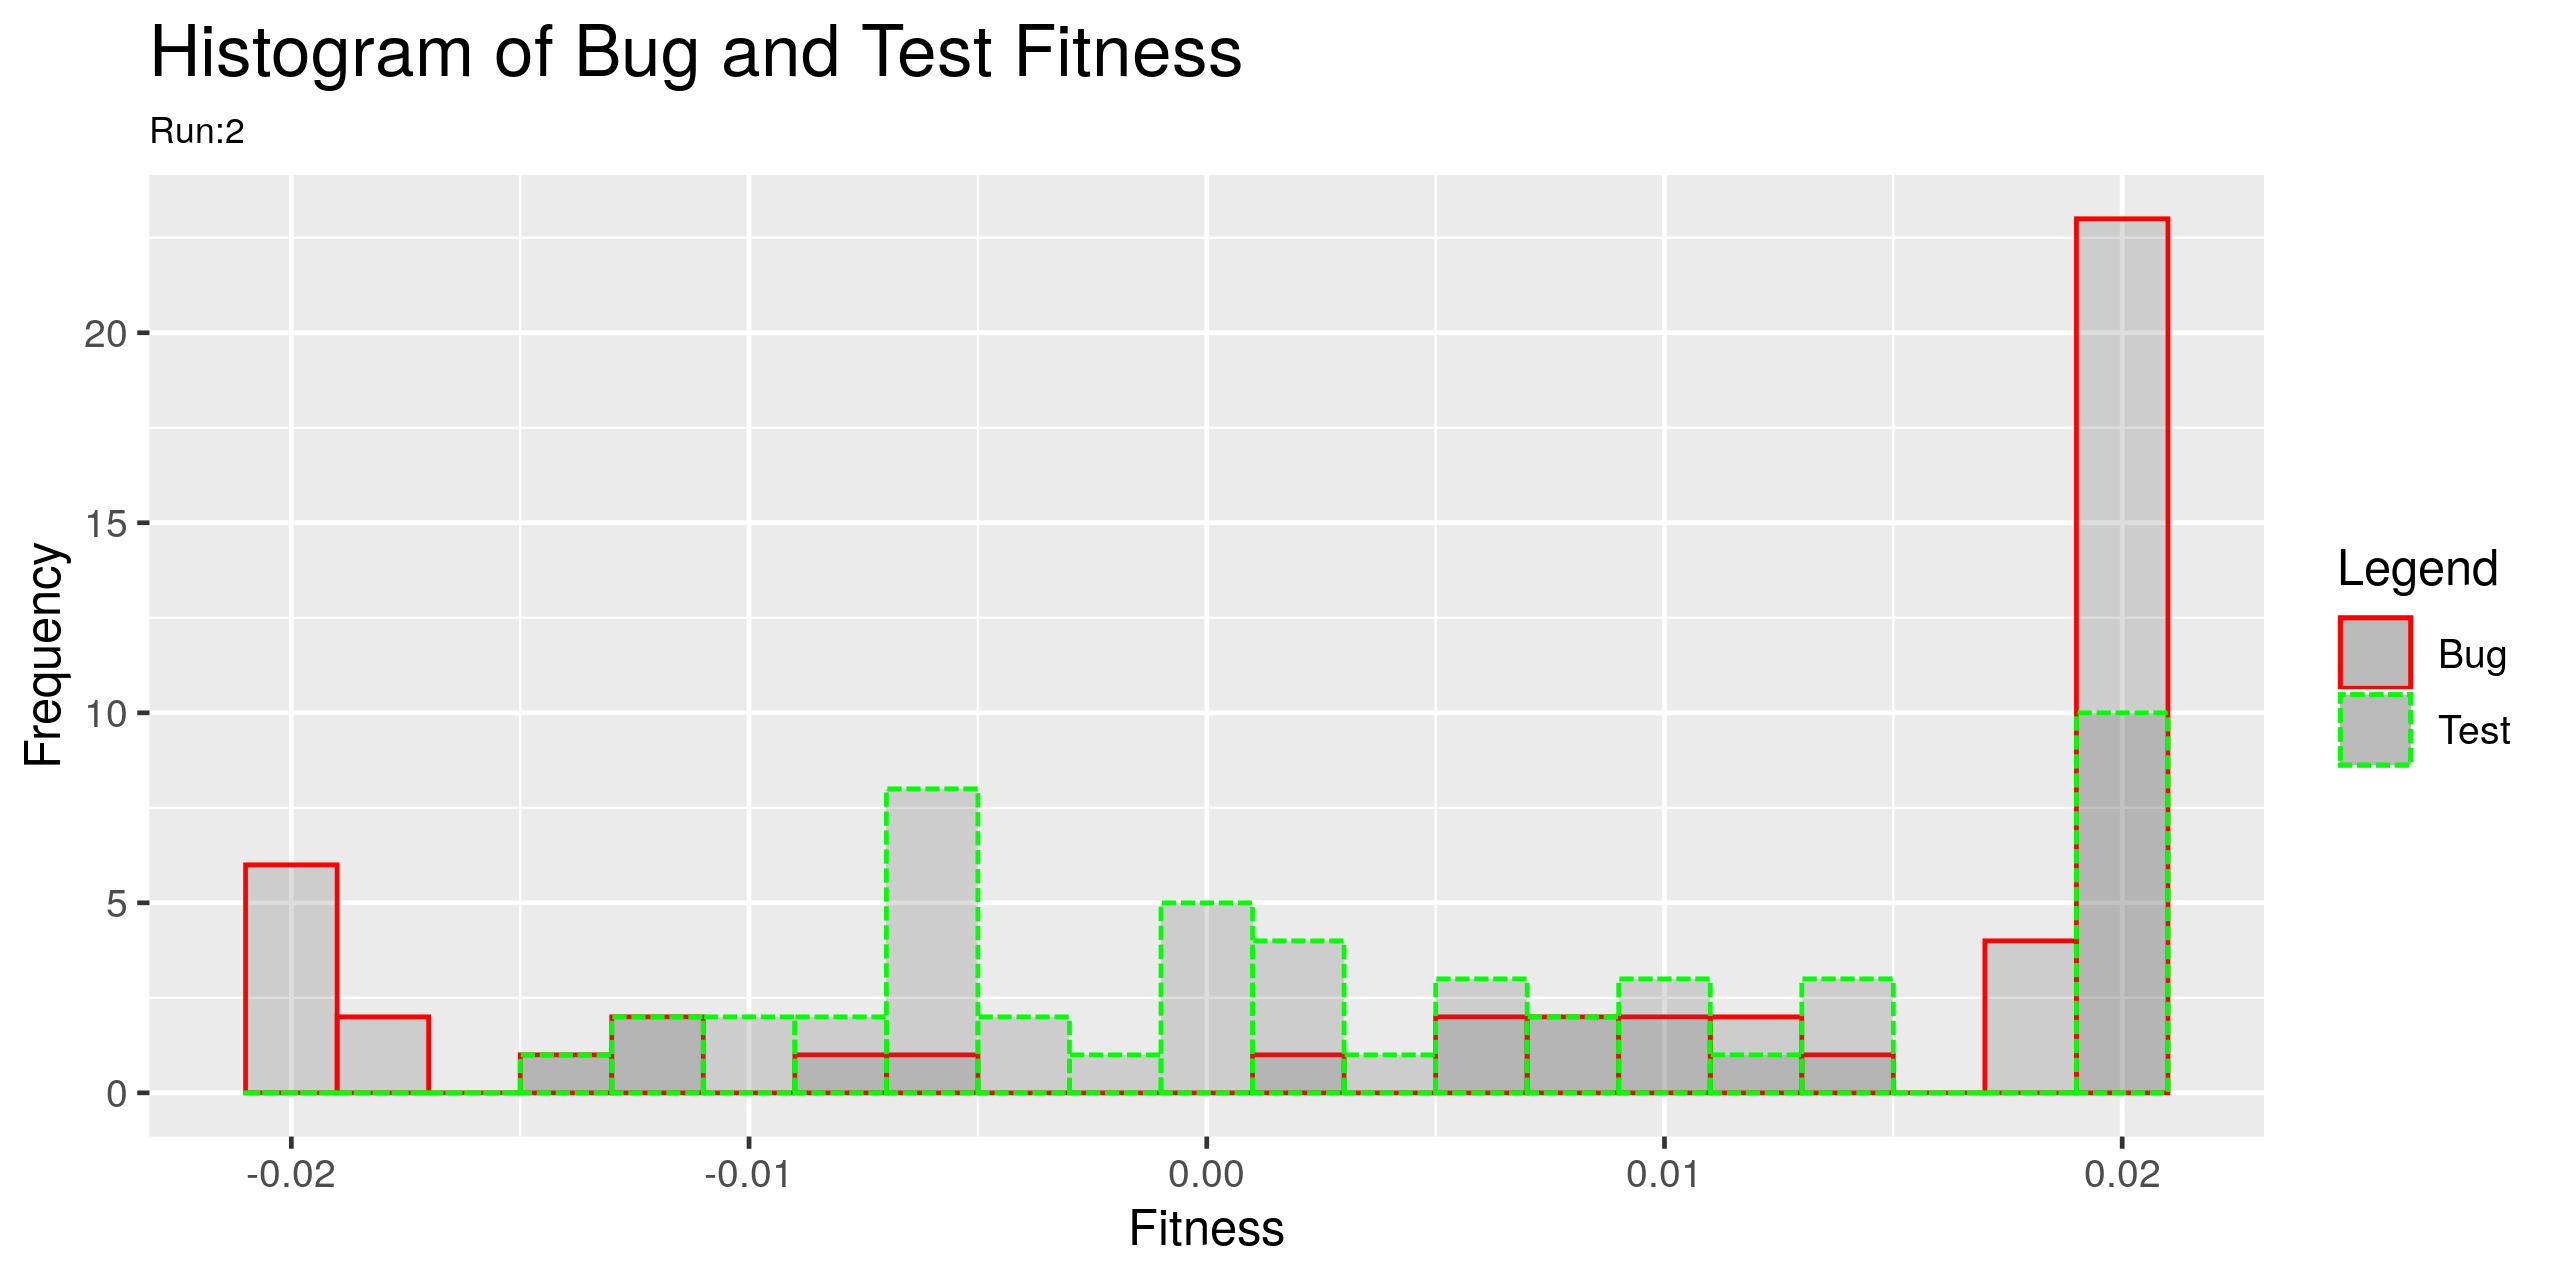 Histogram of Bug and Test Fitness
Run:2
Frequency
20
15
10
5
0
-0.02
-0.01
0.00
0.01
0.02
Fitness
Legend
Bug
Test